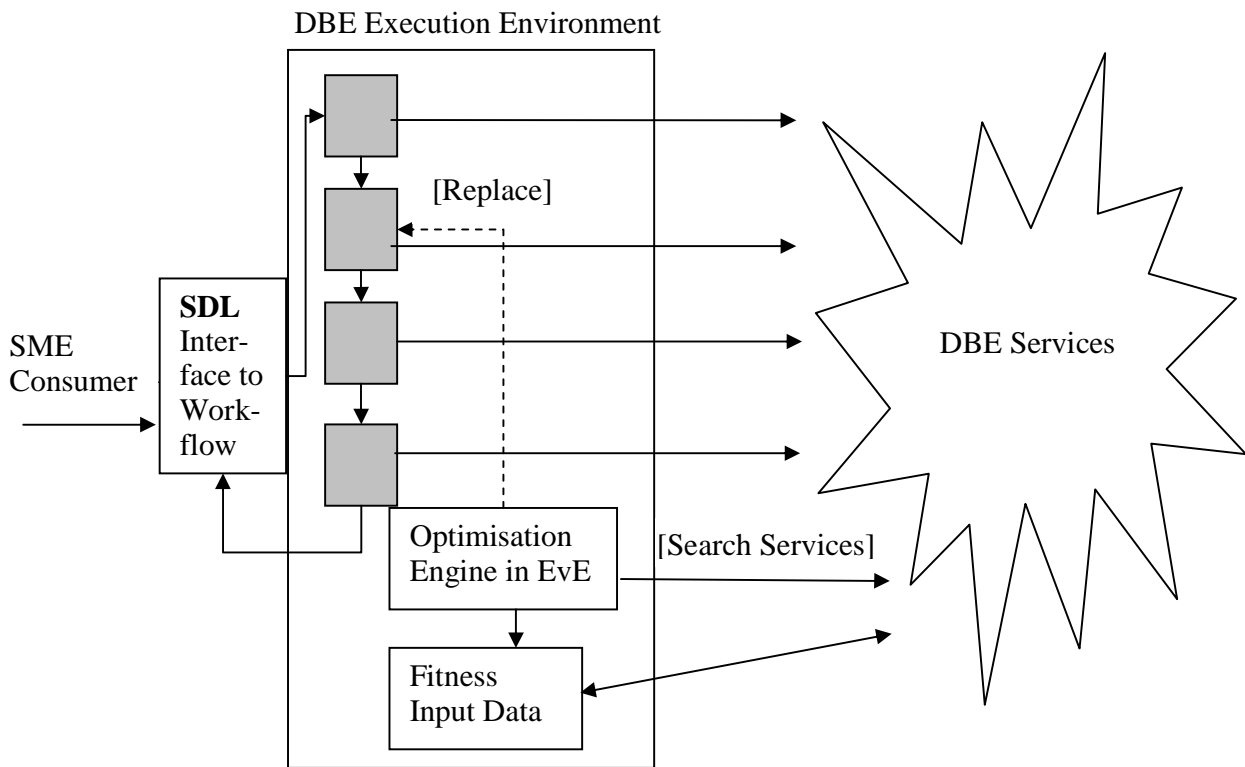 DBE Execution Environment
[Replace]
SDL
Inter-
face to
Work-
flow
SME
Consumer
DBE Services
Optimisation
Engine in EvE
[Search Services]
Fitness
Input Data